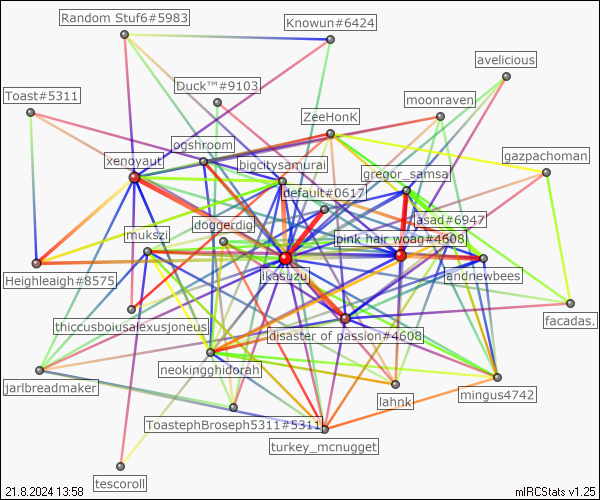 Random Stuf6#5983
Knowun#6424
avelicious
Toast#5311
Duck™#9103
moonraven
ZeeHonK
ogshroom
xenoyaut
bigcitysamurai
gregor_samsa
gazpachoman
default#0617
doggerdig
asad#6947
mukszi
pink hair woag#4608
ikasuzu
Heighleaigh#8575
andnewbees
thiccusboiusalexusjoneus
disaster of passion#4608
facadas.
neokingghidorah
jarlbreadmaker
lahnk
mingus4742
ToastephBroseph5311#5311
turkey_mcnugget
tescoroll
21.8.2024 13:58
mIRCStats v1.25